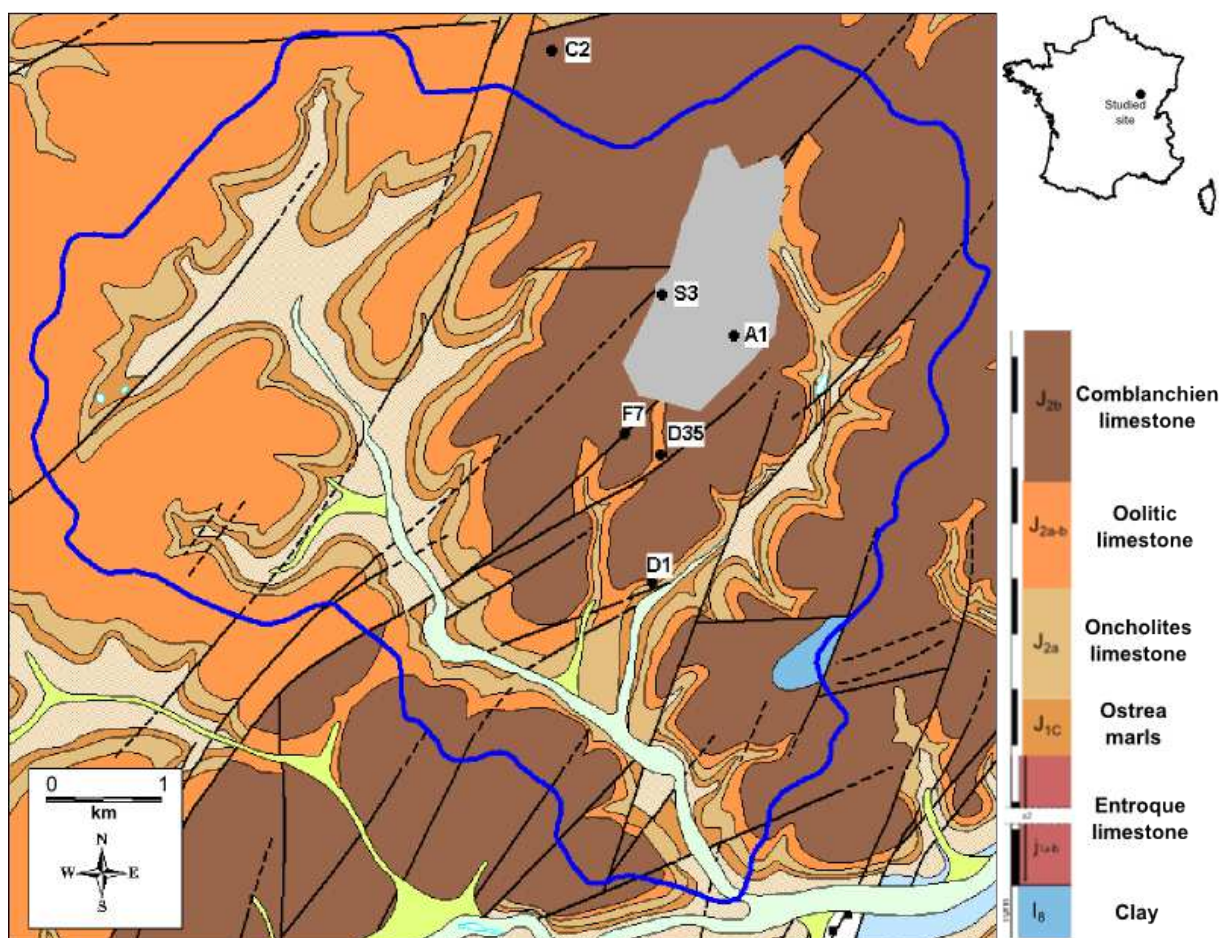 C2
Studied
site
S3
A1
F7
D35
D1
0 1
km
N
W E
S
J2b
Comblanchien
limestone
J2a-b
Oolitic
limestone
J2a
Oncholites
limestone
J1C
Ostrea
marls
Entroque
limestone
l8
Clay